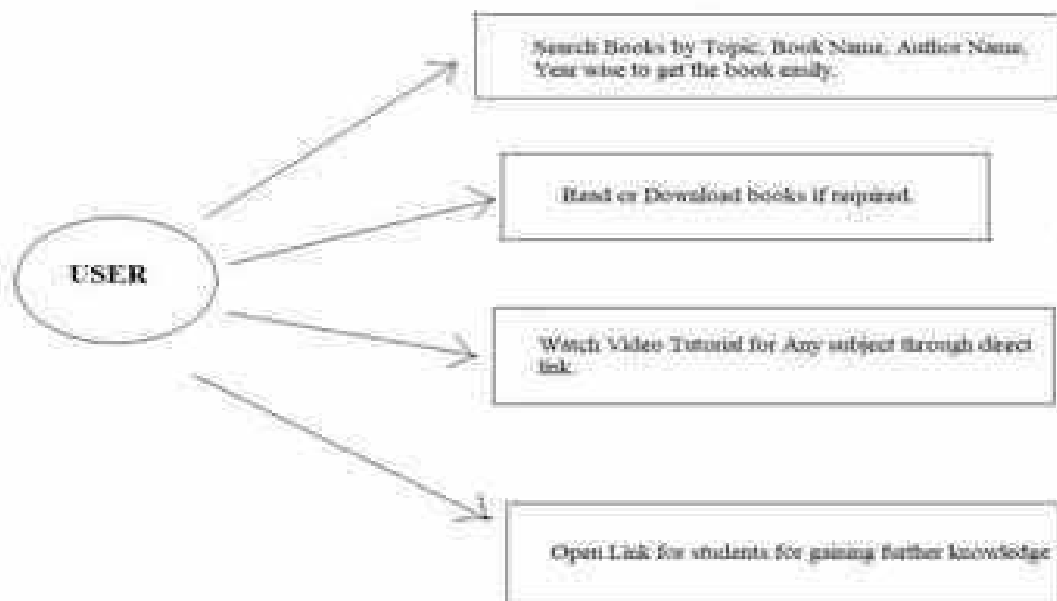 Search Books by Topic, Book Name, Author Name,
Year wise to get the book easily.
Read or Download books if required.
USER
Watch Video Tutorial for Any subject through direct
link.
Open Link for students for gaining further knowledge